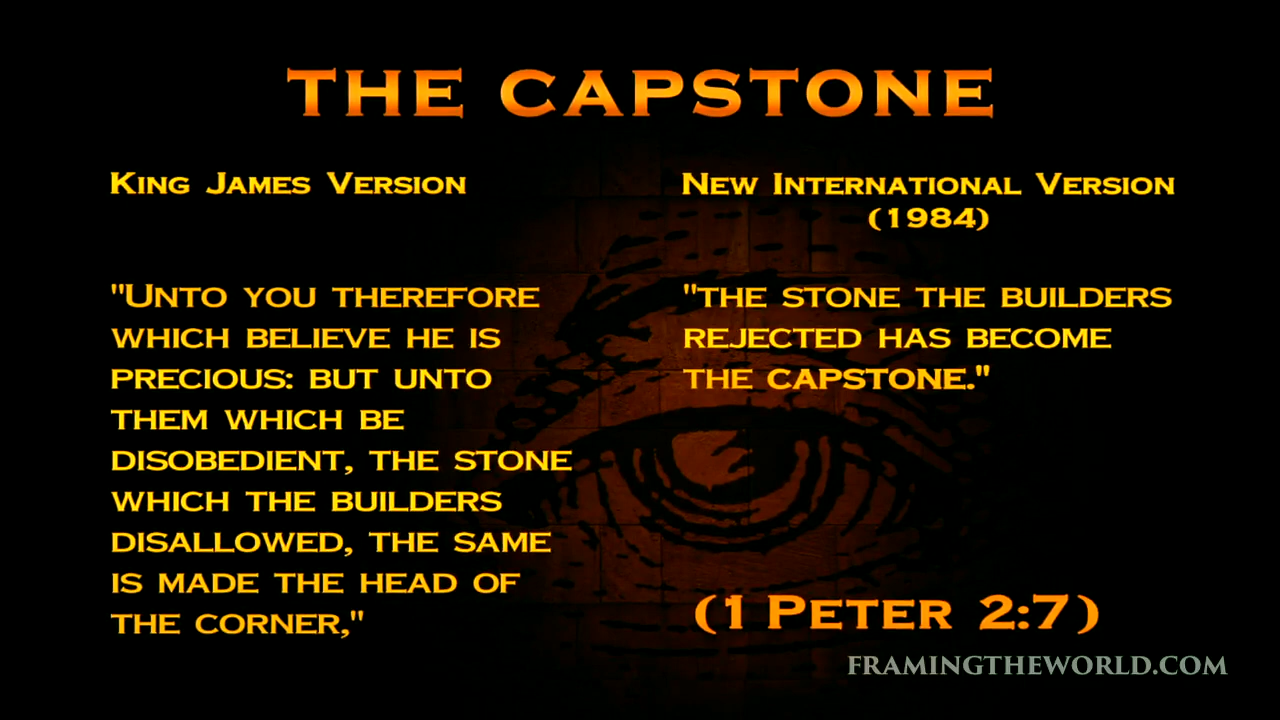 THE CAPSTONE
KING JAMES VERSION
"UNTO YOU THEREFORE
WHICH BELIEVE HE IS
PRECIOUS: BUT UNTO
THEM WHICH BE
DISOBEDIENT, THE STONE
WHICH THE BUILDERS
DISALLOWED, THE SAME
IS MADE THE HEAD OF
THE CORNER,"
NEW INTERNATIONAL VERSION
(1984)
"THE STONE THE BUILDERS
REJECTED HAS BECOME
THE CAPSTONE."
(1 PETER 2:7)
FRAMINGTHEWORLD.COM